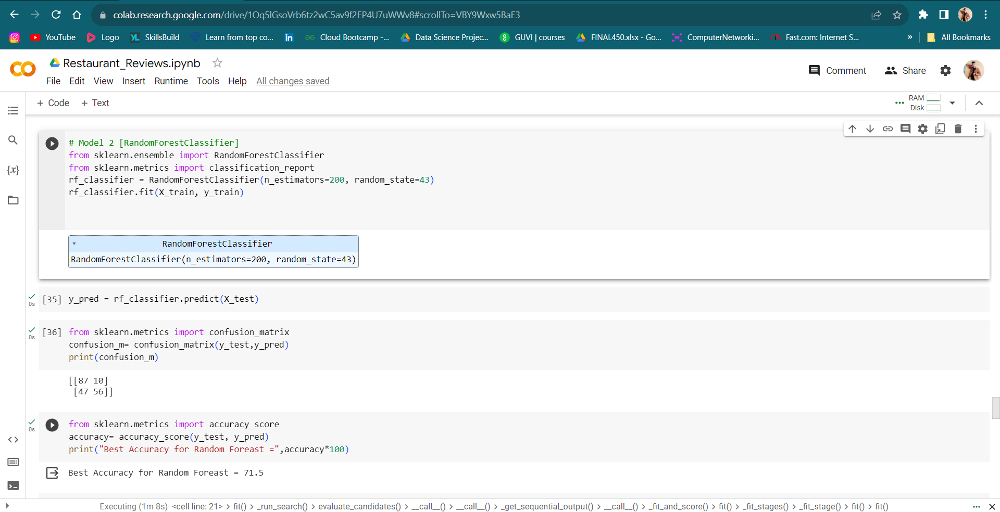 colab.research.google.com/drive/1Oq5lGsoVrb6tz2wC5av9f2EP4U7uWWv8#scrollTo=VBY9Wxw5BaE3
YouTube Logo YL SkillsBuild Learn from top co... in Cloud Bootcamp -... Data Science Projec... GUVI | courses FINAL450.xlsx - Go... ComputerNetworki... Fast.com: Internet S... » All Bookmarks
Restaurant_Reviews.ipynb
Comment Share
File Edit View Insert Runtime Tools Help All changes saved
+ Code + Text
RAM
Disk
{x}
# Model 2 [RandomForestClassifier]
from sklearn.ensemble import RandomForestClassifier
from sklearn.metrics import classification_report
rf_classifier = RandomForestClassifier(n_estimators=200, random_state=43)
rf_classifier.fit(X_train, y_train)
RandomForestClassifier
RandomForestClassifier(n_estimators=200, random_state=43)
0s
[35] y_pred = rf_classifier.predict(X_test)
0s
[36] from sklearn.metrics import confusion_matrix
confusion_m= confusion_matrix(y_test,y_pred)
print(confusion_m)
[[87 10]
[47 56]]
0s
from sklearn.metrics import accuracy_score
accuracy= accuracy_score(y_test, y_pred)
print("Best Accuracy for Random Foreast =",accuracy*100)
Best Accuracy for Random Foreast = 71.5
Executing (1m 8s) <cell line: 21> > fit() > _run_search() > evaluate_candidates() > __call__() > __call__() > _get_sequential_output() > __call__() > _fit_and_score() > fit() > _fit_stages() > _fit_stage() > fit() > fit()